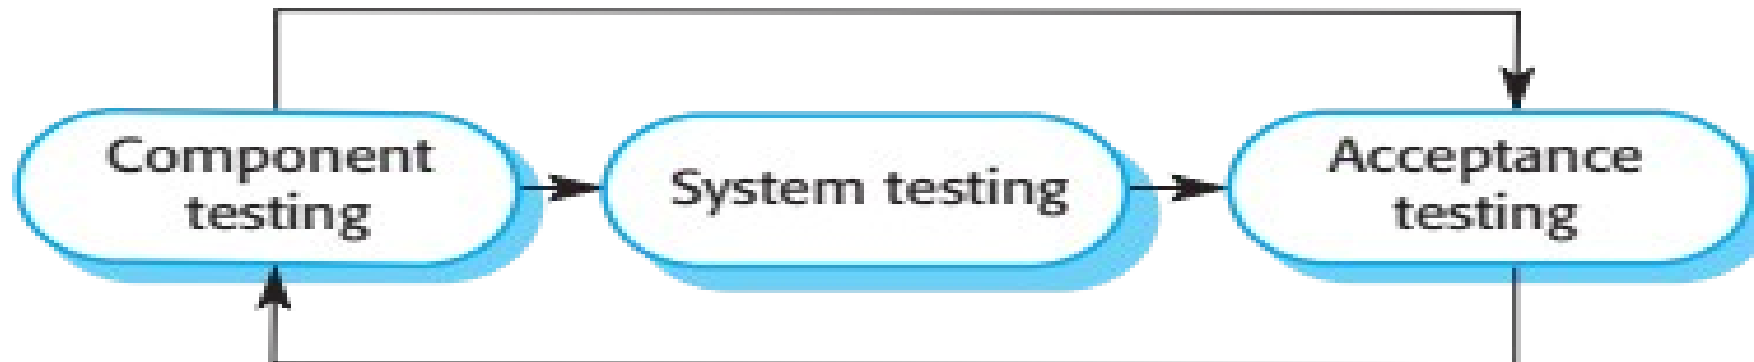 Component
testing
System testing
Acceptance
testing